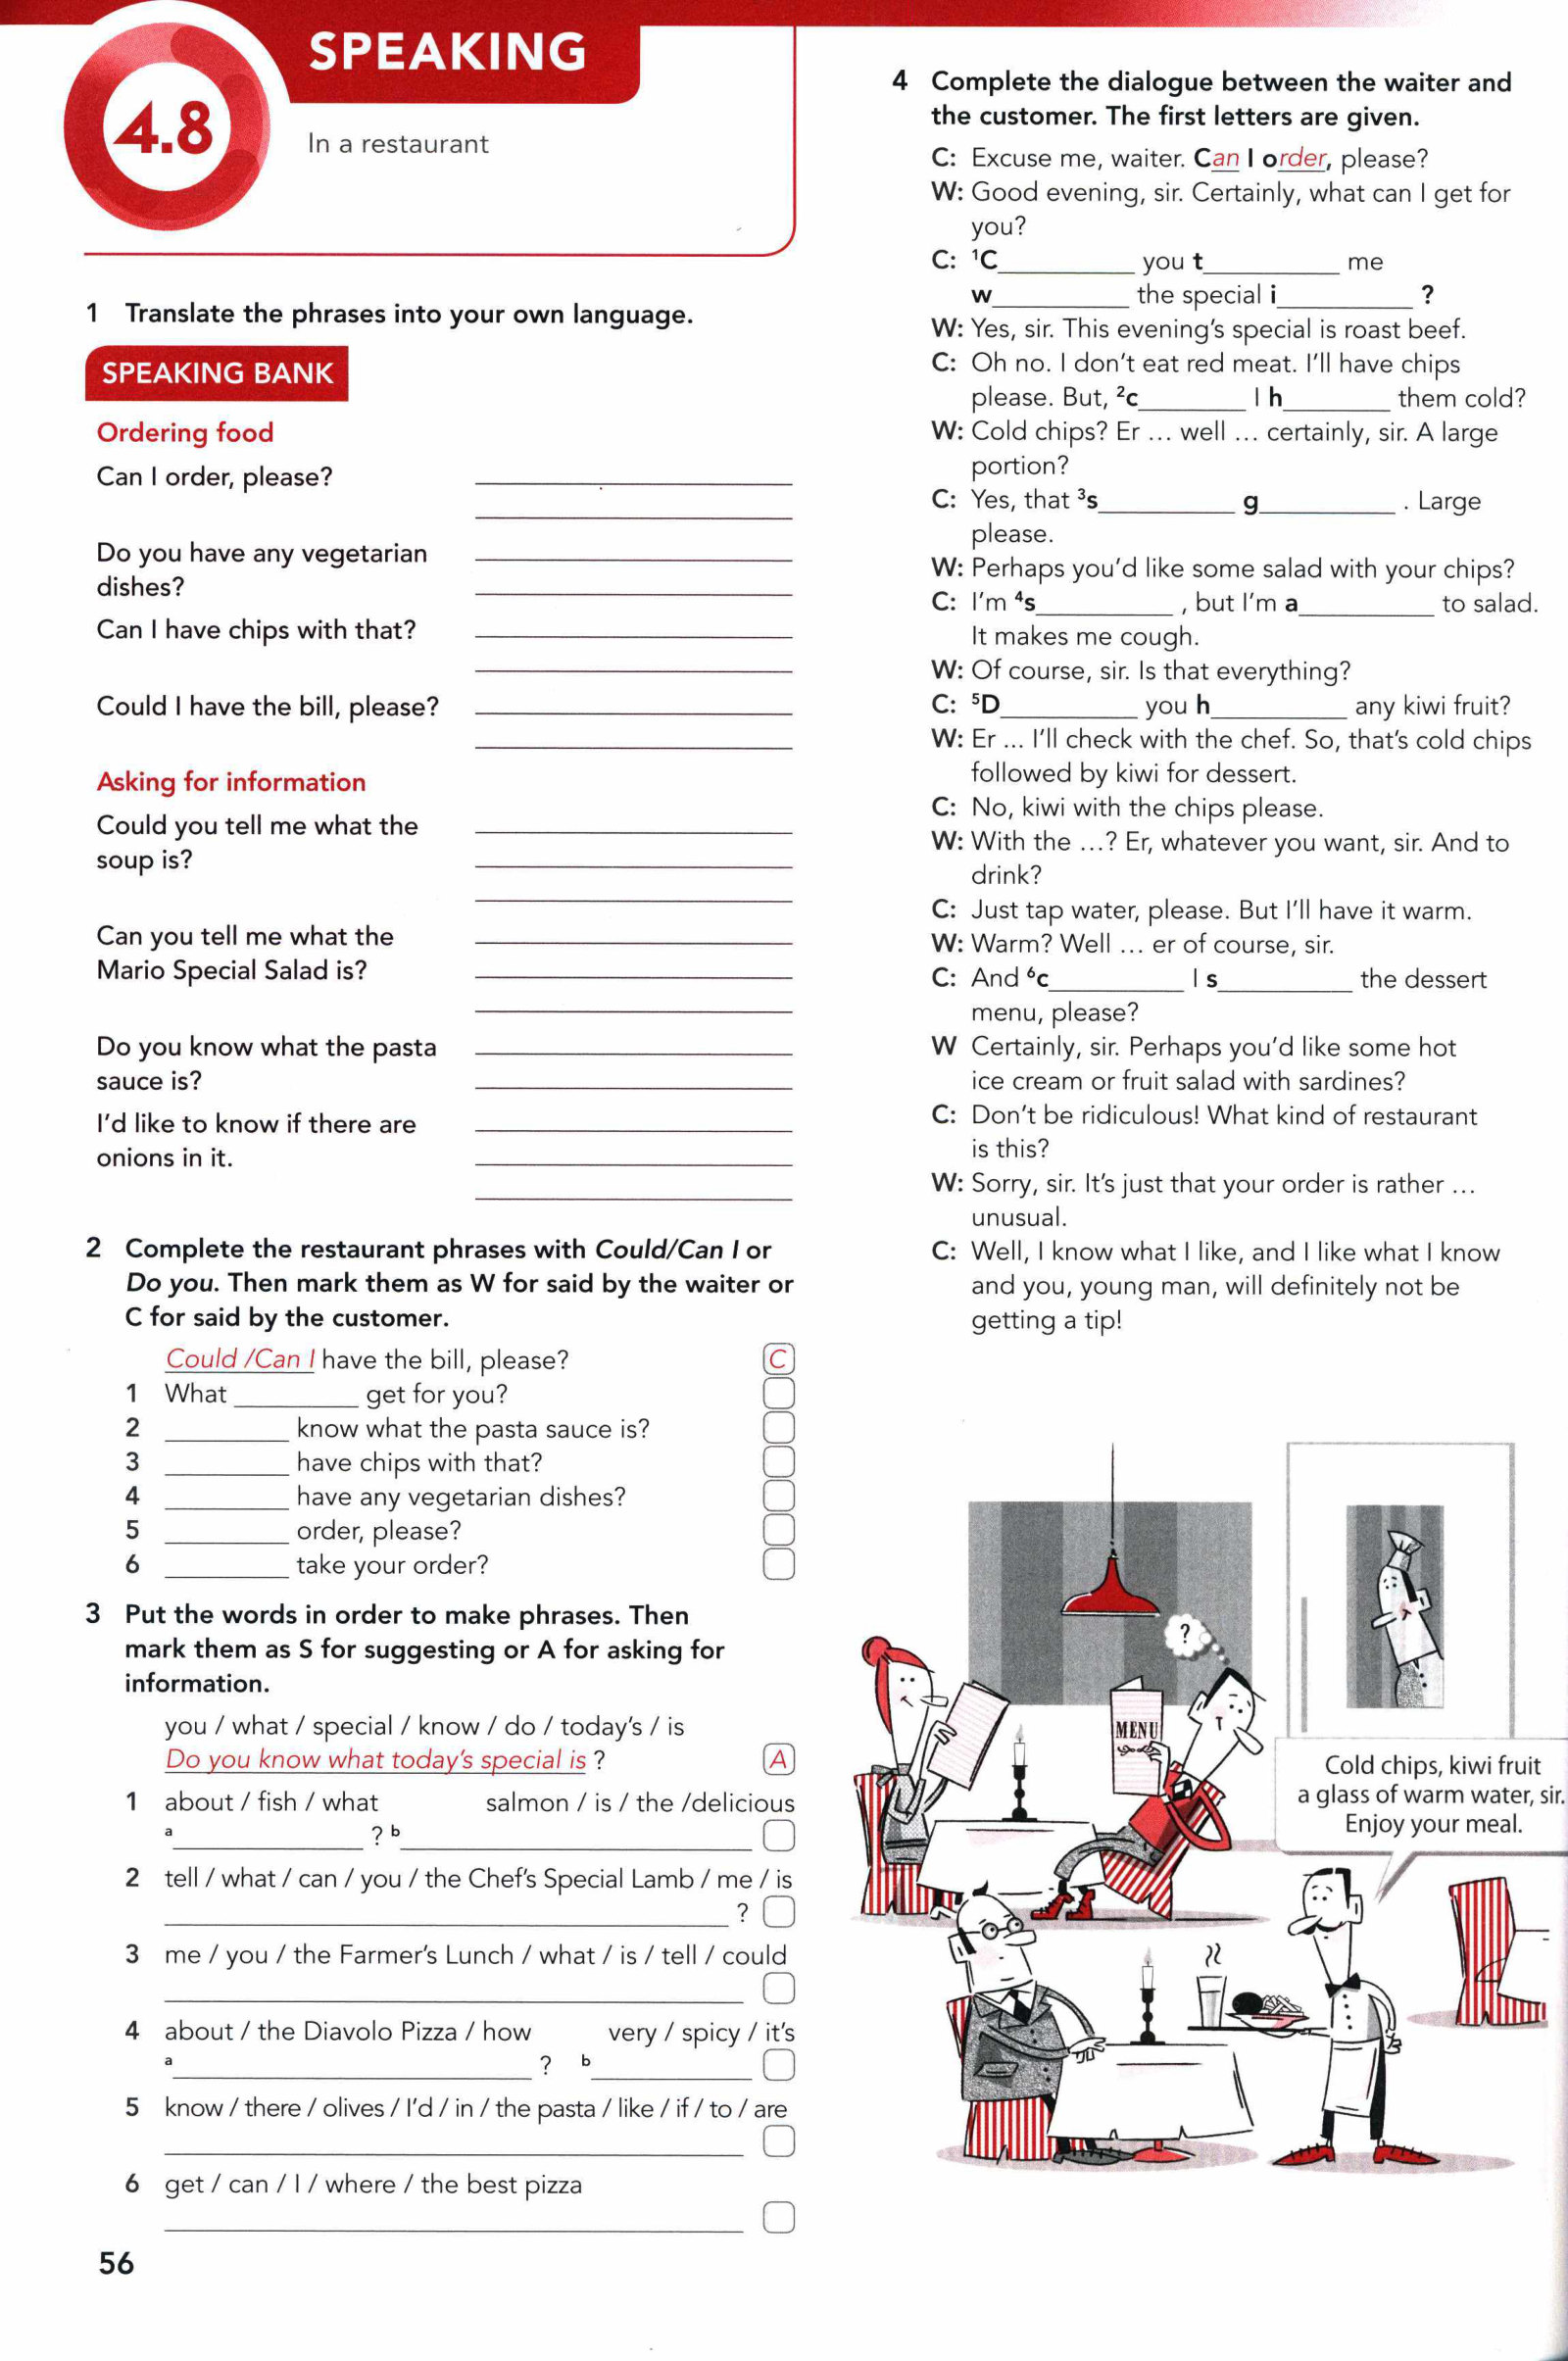 SPEAKING
4.8
In a restaurant
1 Translate the phrases into your own language.
SPEAKING BANK
Ordering food
Can I order, please?
Do you have any vegetarian
dishes?
Can I have chips with that?
Could I have the bill, please?
Asking for information
Could you tell me what the
soup is?
Can you tell me what the
Mario Special Salad is?
Do you know what the pasta
sauce is?
I'd like to know if there are
onions in it.
2 Complete the restaurant phrases with Could/Can I or
Do you. Then mark them as W for said by the waiter or
C for said by the customer.
Could /Can I have the bill, please? C
1 What ________ get for you?
2 ________ know what the pasta sauce is?
3 ________ have chips with that?
4 ________ have any vegetarian dishes?
5 ________ order, please?
6 ________ take your order?
3 Put the words in order to make phrases. Then
mark them as S for suggesting or A for asking for
information.
you / what / special / know / do / today's / is
Do you know what today's special is ? A
1 about / fish / what salmon / is / the /delicious
a ________ ? b ________
2 tell / what / can / you / the Chef's Special Lamb / me / is
________ ?
3 me / you / the Farmer's Lunch / what / is / tell / could
4 about / the Diavolo Pizza / how very / spicy / it's
a ________ ? b ________
5 know / there / olives / I'd / in / the pasta / like / if / to / are
6 get / can / I / where / the best pizza
56
4 Complete the dialogue between the waiter and
the customer. The first letters are given.
C: Excuse me, waiter. Can I order, please?
W: Good evening, sir. Certainly, what can I get for
you?
C: 1C________ you t________ me
w________ the special i________ ?
W: Yes, sir. This evening's special is roast beef.
C: Oh no. I don't eat red meat. I'll have chips
please. But, 2c________ I h________ them cold?
W: Cold chips? Er ... well ... certainly, sir. A large
portion?
C: Yes, that 3s________ g________ . Large
please.
W: Perhaps you'd like some salad with your chips?
C: I'm 4s________ , but I'm a________ to salad.
It makes me cough.
W: Of course, sir. Is that everything?
C: 5D________ you h________ any kiwi fruit?
W: Er ... I'll check with the chef. So, that's cold chips
followed by kiwi for dessert.
C: No, kiwi with the chips please.
W: With the ...? Er, whatever you want, sir. And to
drink?
C: Just tap water, please. But I'll have it warm.
W: Warm? Well ... er of course, sir.
C: And 6c________ I s________ the dessert
menu, please?
W Certainly, sir. Perhaps you'd like some hot
ice cream or fruit salad with sardines?
C: Don't be ridiculous! What kind of restaurant
is this?
W: Sorry, sir. It's just that your order is rather ...
unusual.
C: Well, I know what I like, and I like what I know
and you, young man, will definitely not be
getting a tip!
?
MENU
Cold chips, kiwi fruit
a glass of warm water, sir.
Enjoy your meal.